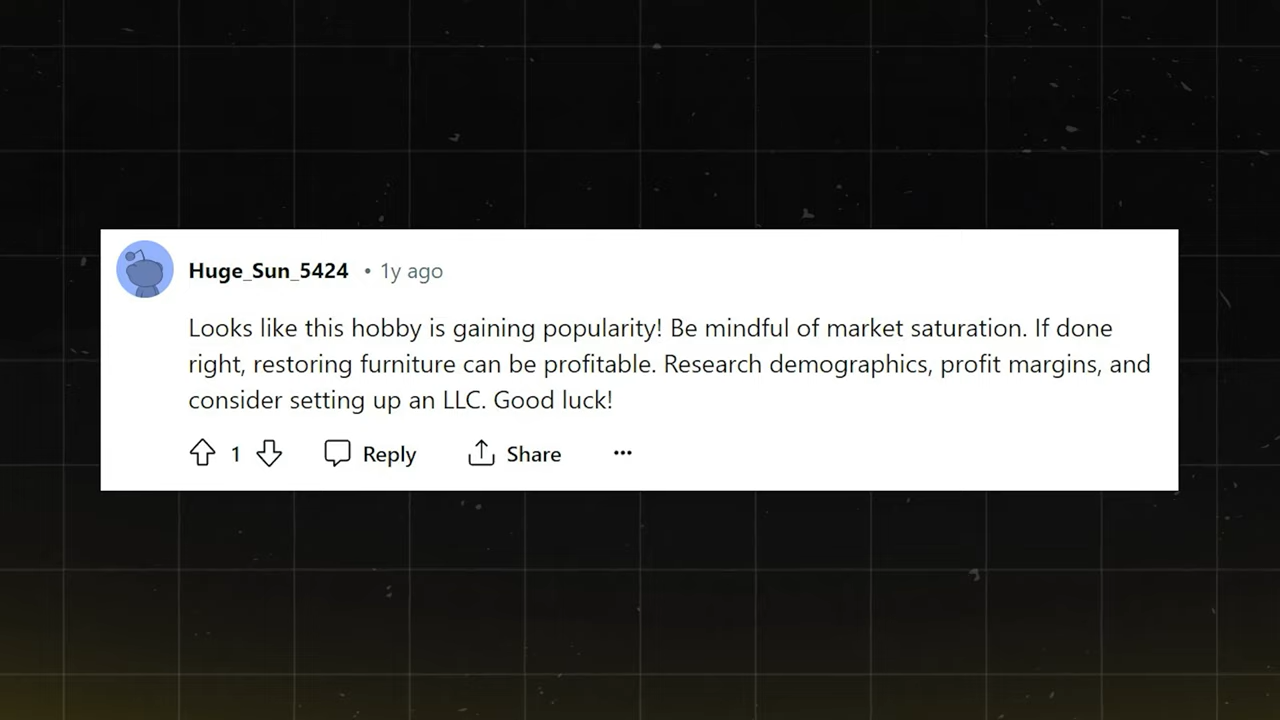 Huge_Sun_5424 • 1y ago
Looks like this hobby is gaining popularity! Be mindful of market saturation. If done
right, restoring furniture can be profitable. Research demographics, profit margins, and
consider setting up an LLC. Good luck!
1 Reply Share ...